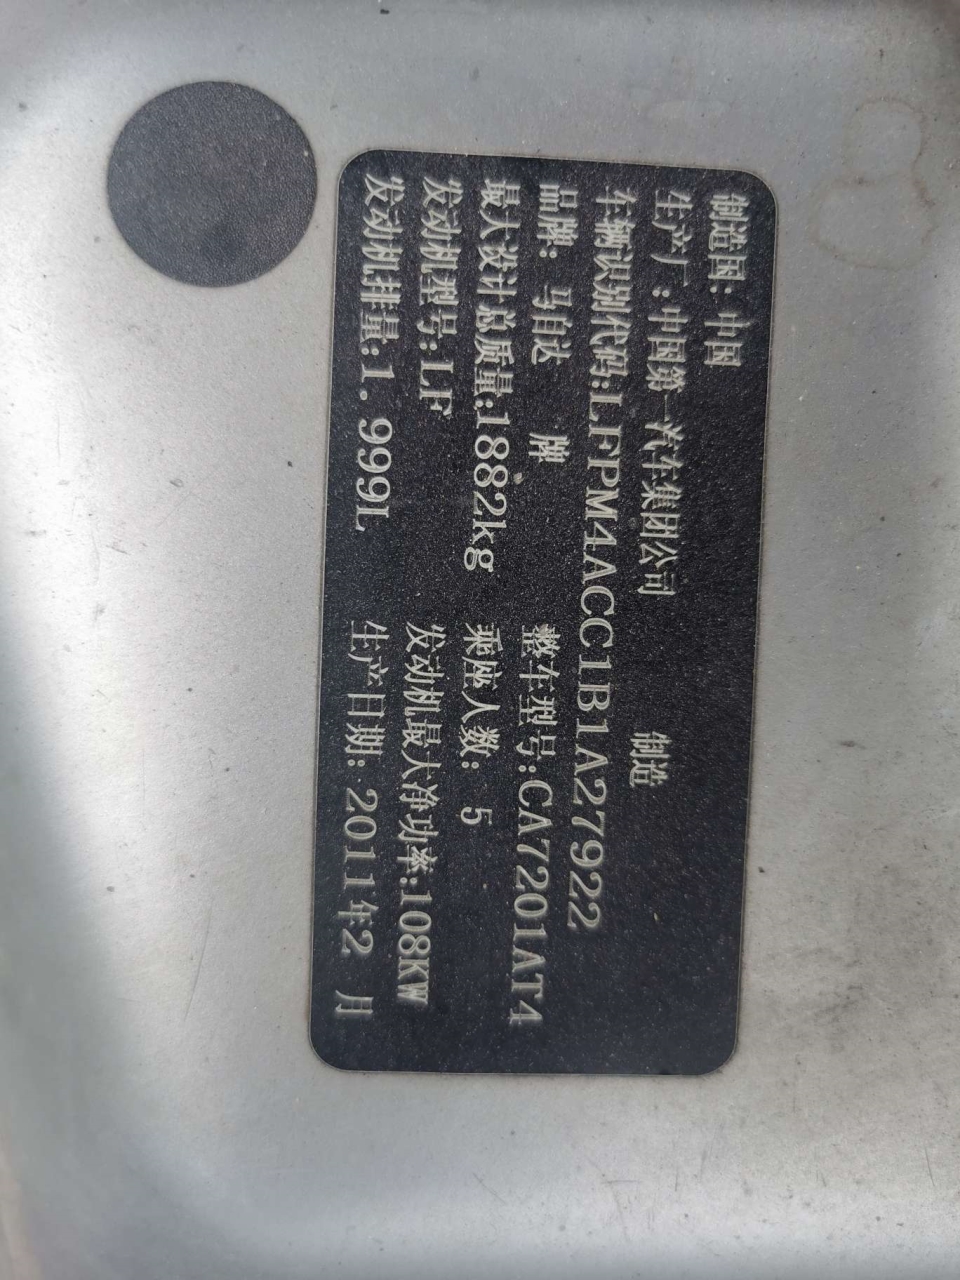 制造国: 中国
生产厂: 中国第一汽车集团公司 制造
车辆识别代码:LFPM4ACC1B1A27922
品牌: 马自达 牌 整车型号:CA7201AT4
最大设计总质量:1882kg 乘座人数: 5
发动机型号:LF 发动机最大净功率:108KW
发动机排量:1.999L 生产日期: 2011年2 月